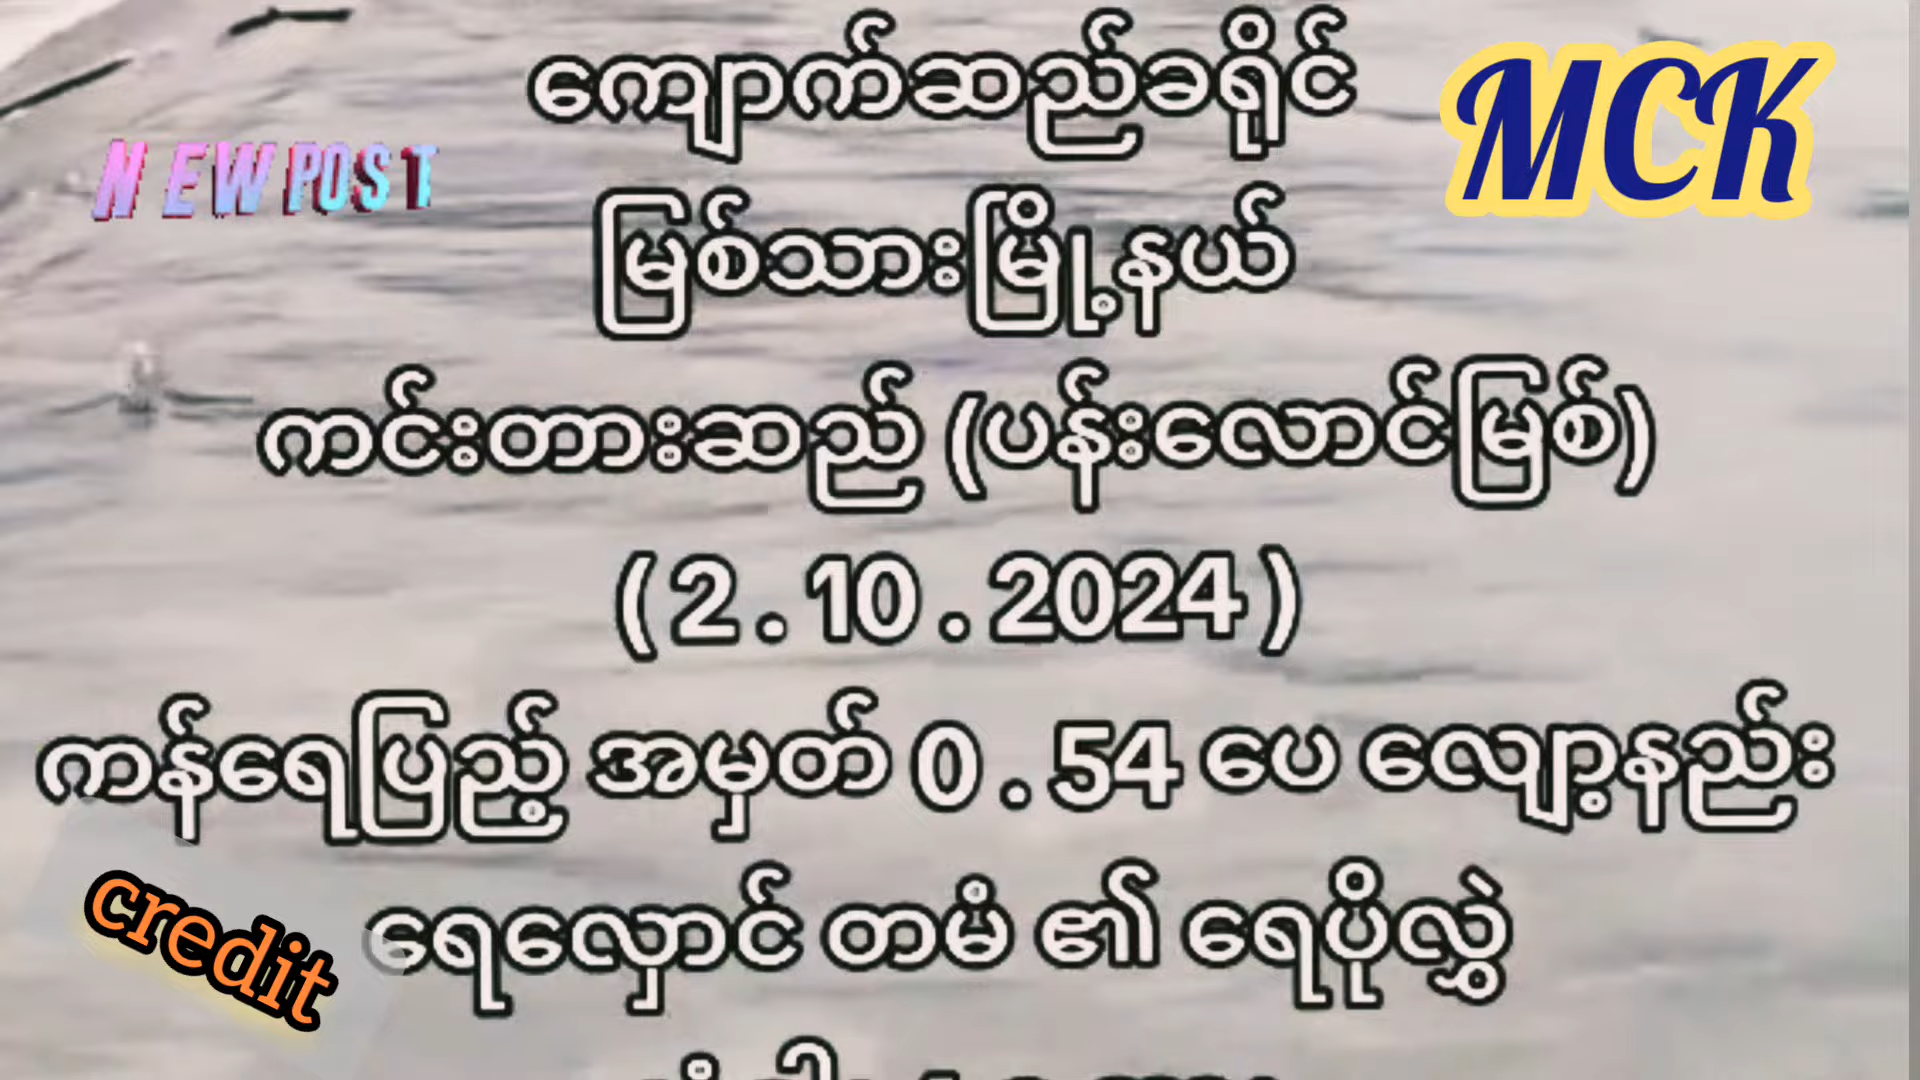 ကျောက်ဆည်ခရိုင်
MCK
NEW POST
မြစ်သားမြို့နယ်
ကင်းတားဆည် (ပန်းလောင်မြစ်)
( 2 . 10 . 2024 )
ကန်ရေပြည့် အမှတ် 0 . 54 ပေ လျော့နည်း
ရေလှောင် တမံ ၏ ရေပိုလွှဲ
credit